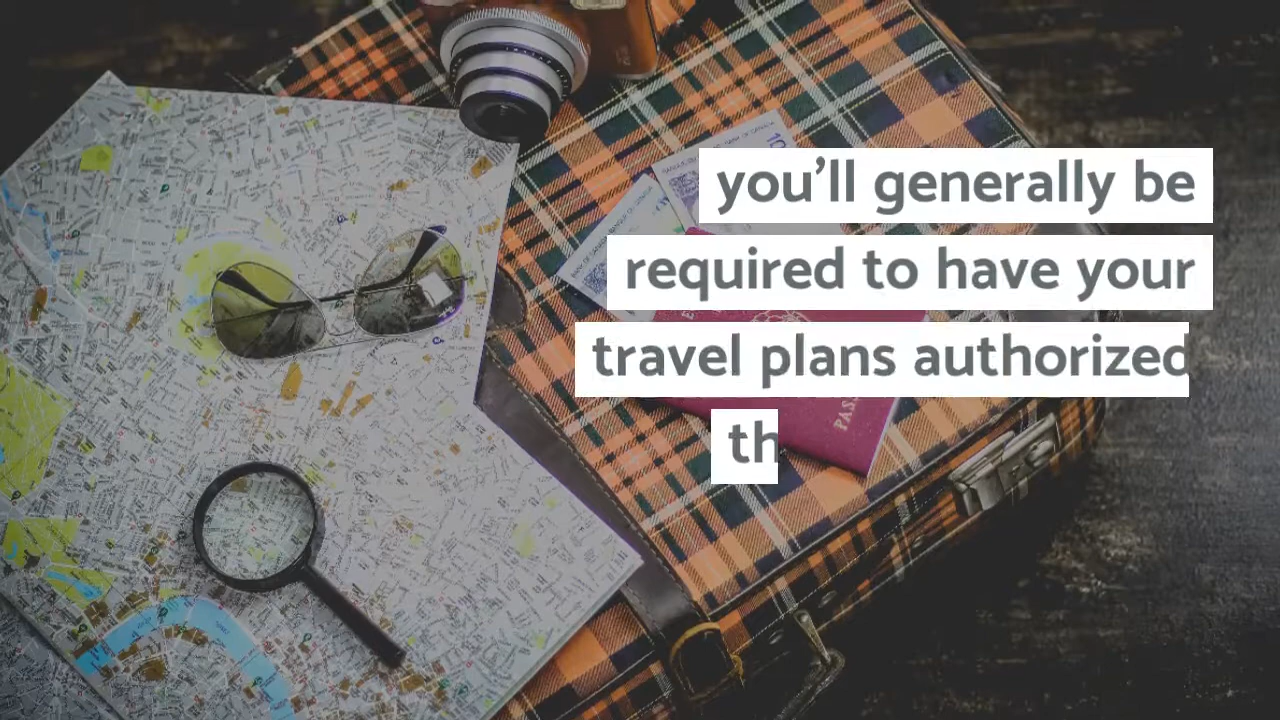 you'll generally be
required to have your
travel plans authorized
th